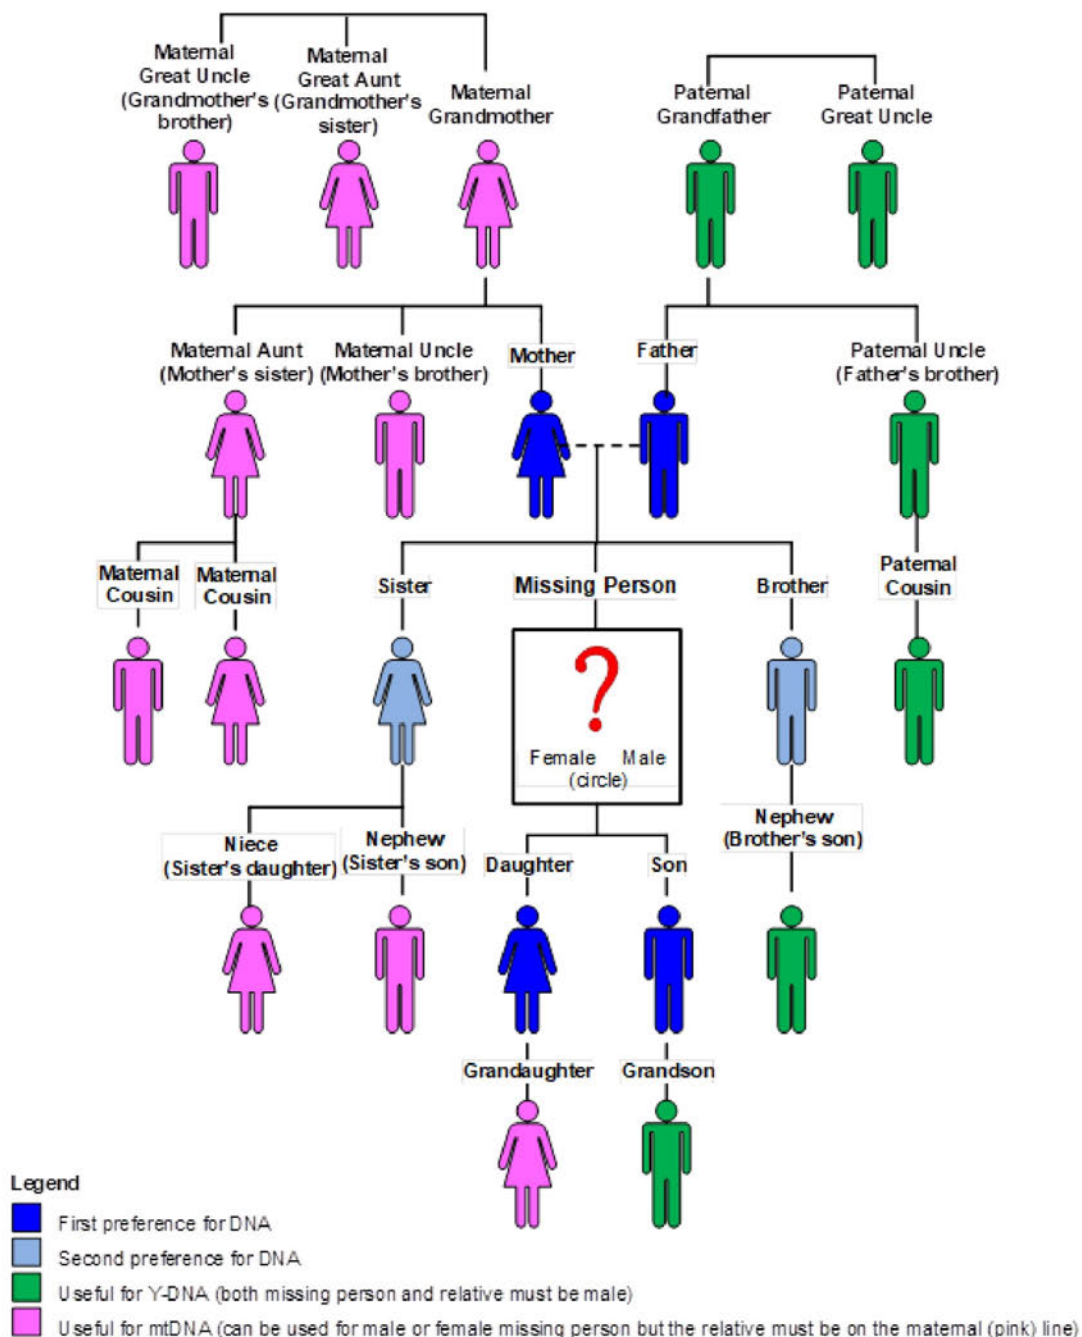 Maternal
Great Uncle
(Grandmother's
brother)
Maternal
Great Aunt
(Grandmother's
sister)
Maternal
Grandmother
Paternal
Grandfather
Paternal
Great Uncle
Maternal Aunt
(Mother's sister)
Maternal Uncle
(Mother's brother)
Mother
Father
Paternal Uncle
(Father's brother)
Maternal
Cousin
Maternal
Cousin
Sister
Missing Person
Brother
Paternal
Cousin
?
Female Male
(circle)
Niece
(Sister's daughter)
Nephew
(Sister's son)
Daughter
Son
Nephew
(Brother's son)
Grandaughter
Grandson
Legend
First preference for DNA
Second preference for DNA
Useful for Y-DNA (both missing person and relative must be male)
Useful for mtDNA (can be used for male or female missing person but the relative must be on the maternal (pink) line)